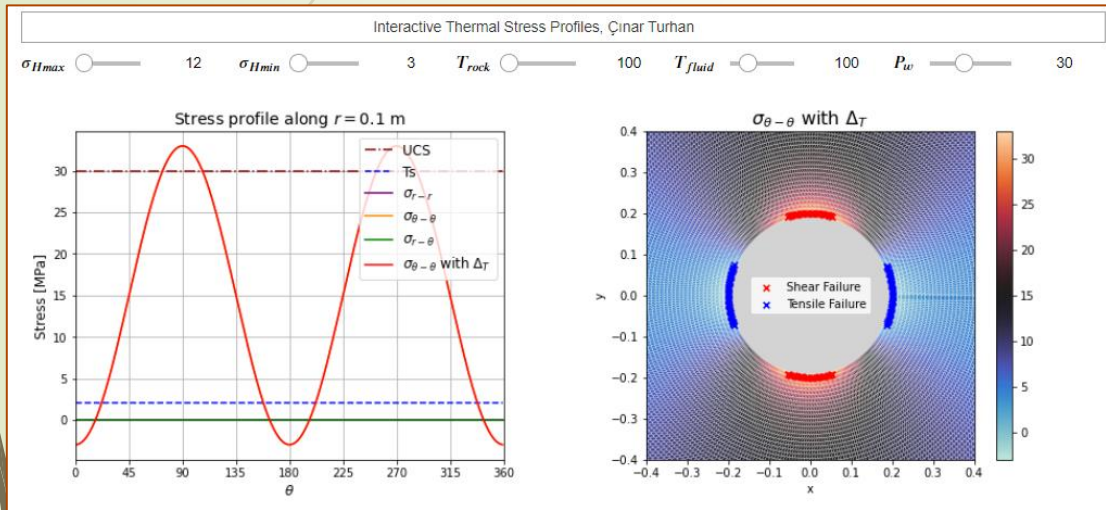 Interactive Thermal Stress Profiles, Çınar Turhan
σHmax 12 σHmin 3 Trock 100 Tfluid 100 Pw 30
Stress profile along r = 0.1 m
Stress [MPa]
30
25
20
15
10
5
0
0 45 90 135 180 225 270 315 360
θ
UCS
Ts
σr−r
σθ−θ
σr−θ
σθ−θ with ΔT
σθ−θ with ΔT
y
0.4
0.3
0.2
0.1
0.0
−0.1
−0.2
−0.3
−0.4
−0.4 −0.3 −0.2 −0.1 0.0 0.1 0.2 0.3 0.4
x
Shear Failure
Tensile Failure
30
25
20
15
10
5
0